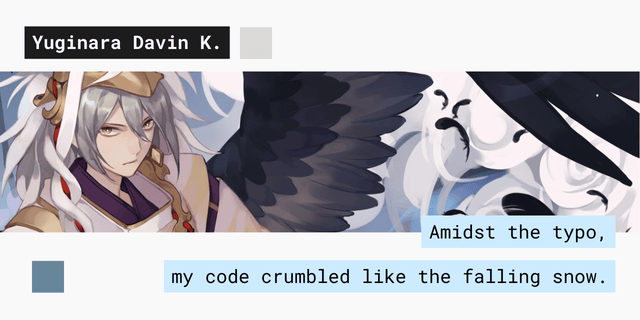 Yuginara Davin K.
Amidst the typo,
my code crumbled like the falling snow.